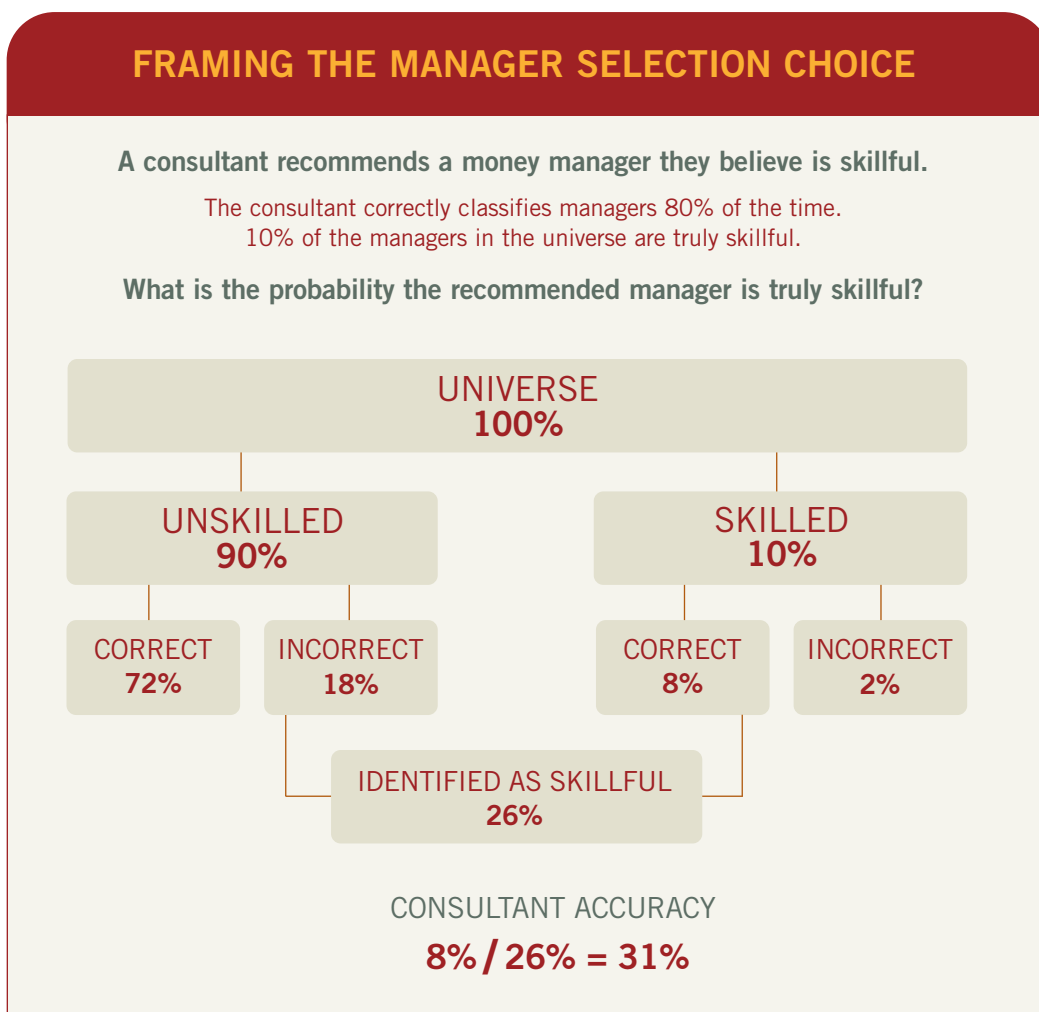 FRAMING THE MANAGER SELECTION CHOICE
A consultant recommends a money manager they believe is skillful.
The consultant correctly classifies managers 80% of the time.
10% of the managers in the universe are truly skillful.
What is the probability the recommended manager is truly skillful?
UNIVERSE
100%
UNSKILLED
90%
SKILLED
10%
CORRECT
72%
INCORRECT
18%
CORRECT
8%
INCORRECT
2%
IDENTIFIED AS SKILLFUL
26%
CONSULTANT ACCURACY
8% / 26% = 31%